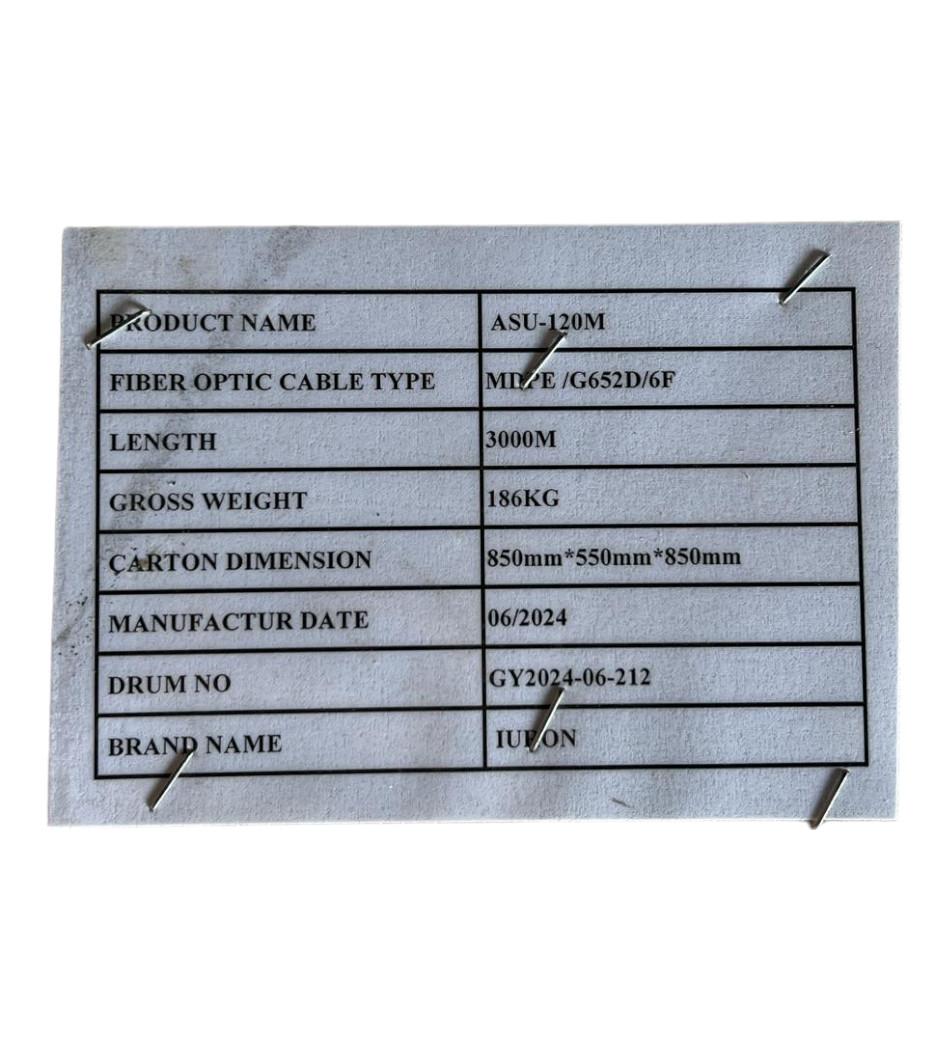 PRODUCT NAME ASU-120M
FIBER OPTIC CABLE TYPE MDPE /G652D/6F
LENGTH 3000M
GROSS WEIGHT 186KG
CARTON DIMENSION 850mm*550mm*850mm
MANUFACTUR DATE 06/2024
DRUM NO GY2024-06-212
BRAND NAME